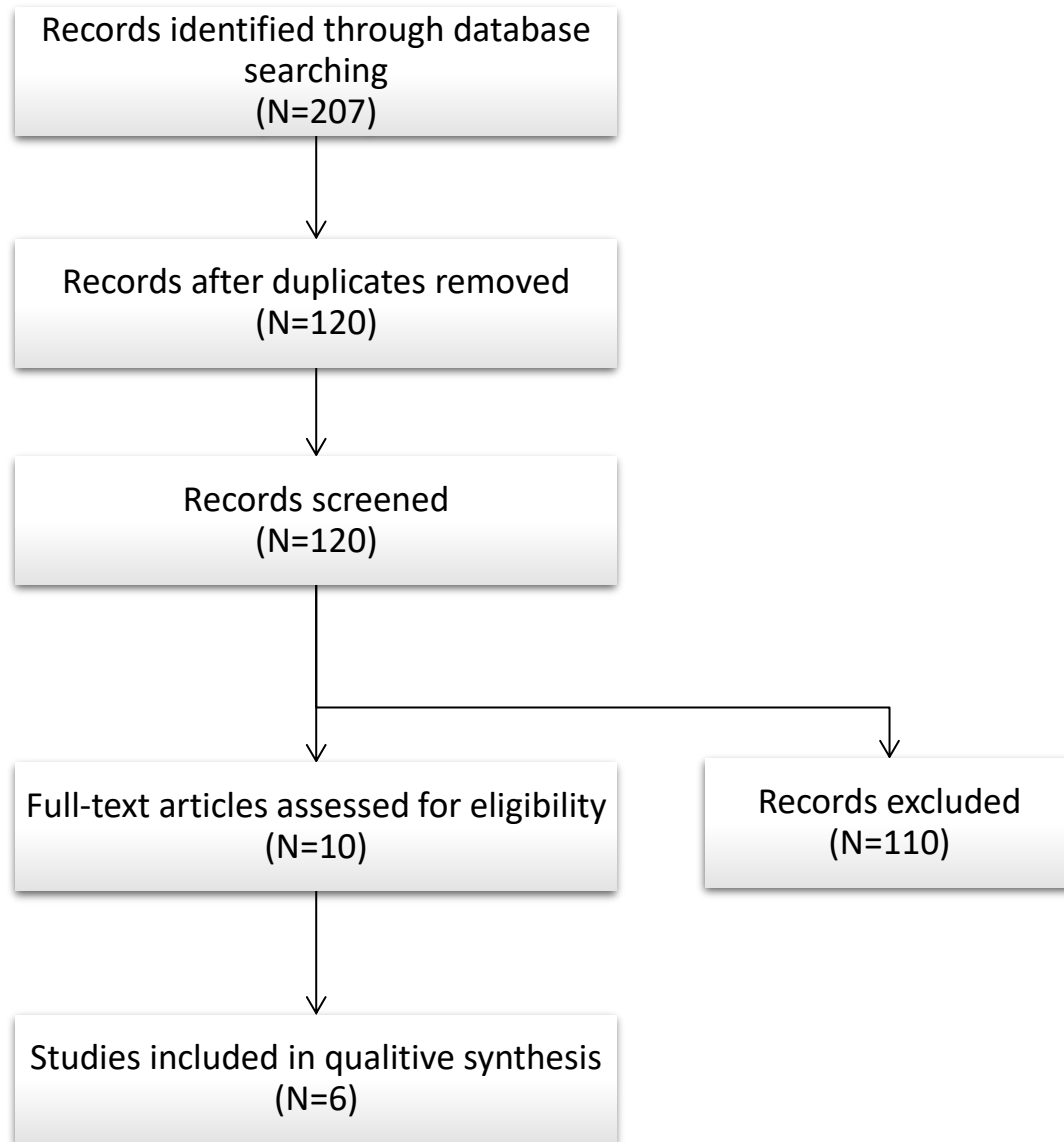 Records identified through database
searching
(N=207)
Records after duplicates removed
(N=120)
Records screened
(N=120)
Full-text articles assessed for eligibility
(N=10)
Records excluded
(N=110)
Studies included in qualitive synthesis
(N=6)